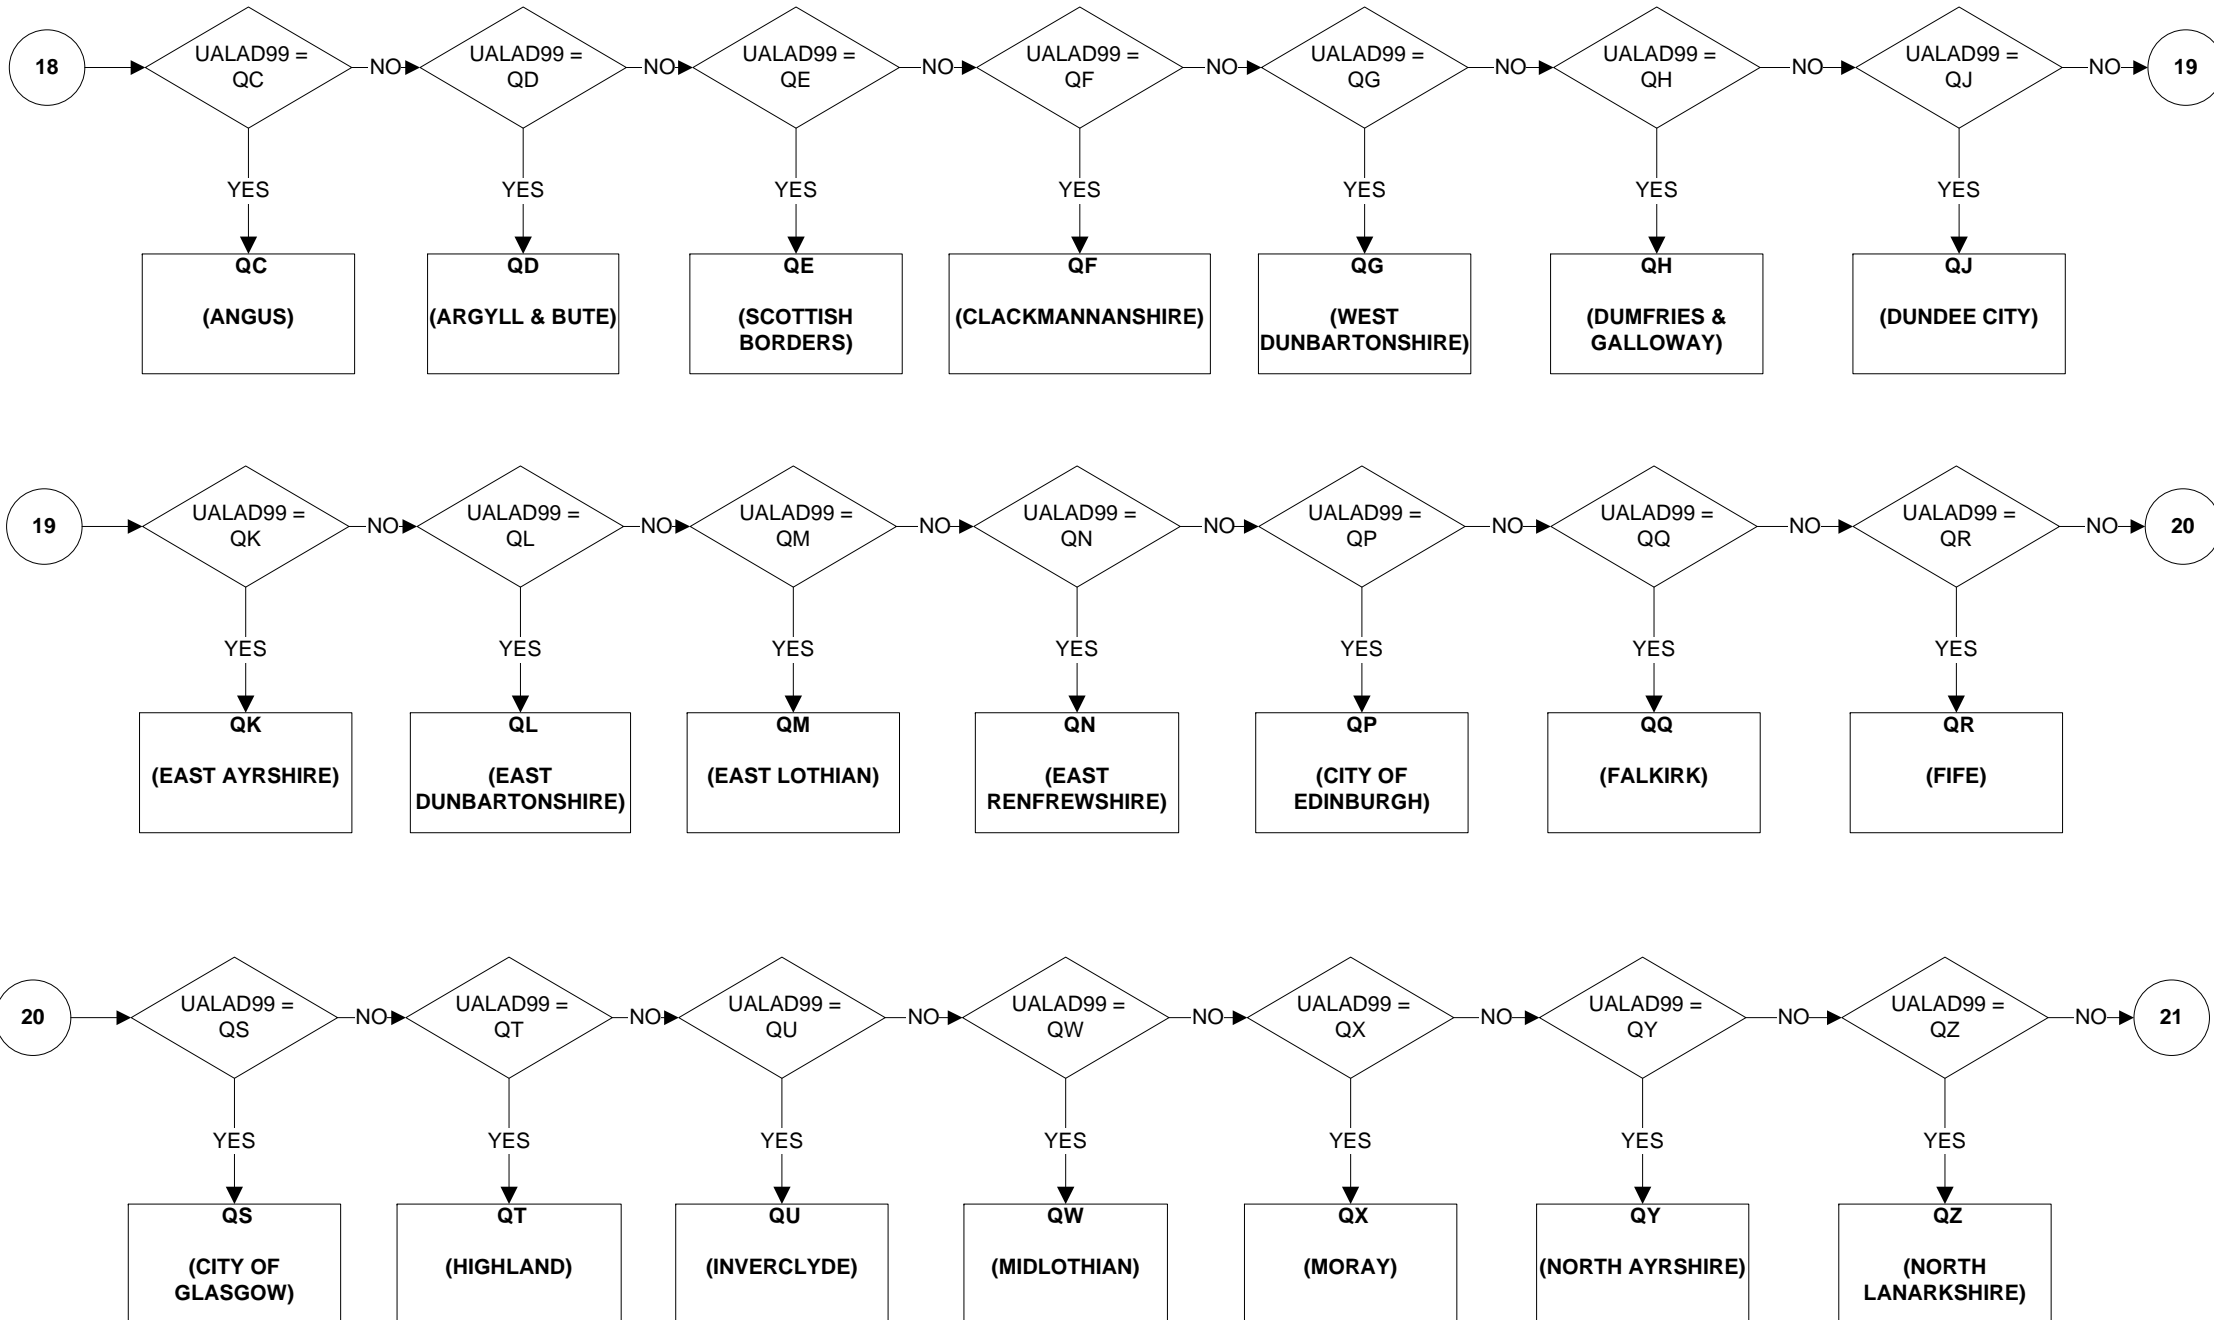 18
UALAD99 =
QC
NO
UALAD99 =
QD
NO
UALAD99 =
QE
NO
UALAD99 =
QF
NO
UALAD99 =
QG
NO
UALAD99 =
QH
NO
UALAD99 =
QJ
NO
19
YES
YES
YES
YES
YES
YES
YES
QC
(ANGUS)
QD
(ARGYLL & BUTE)
QE
(SCOTTISH
BORDERS)
QF
(CLACKMANNANSHIRE)
QG
(WEST
DUNBARTONSHIRE)
QH
(DUMFRIES &
GALLOWAY)
QJ
(DUNDEE CITY)
19
UALAD99 =
QK
NO
UALAD99 =
QL
NO
UALAD99 =
QM
NO
UALAD99 =
QN
NO
UALAD99 =
QP
NO
UALAD99 =
QQ
NO
UALAD99 =
QR
NO
20
YES
YES
YES
YES
YES
YES
YES
QK
(EAST AYRSHIRE)
QL
(EAST
DUNBARTONSHIRE)
QM
(EAST LOTHIAN)
QN
(EAST
RENFREWSHIRE)
QP
(CITY OF
EDINBURGH)
QQ
(FALKIRK)
QR
(FIFE)
20
UALAD99 =
QS
NO
UALAD99 =
QT
NO
UALAD99 =
QU
NO
UALAD99 =
QW
NO
UALAD99 =
QX
NO
UALAD99 =
QY
NO
UALAD99 =
QZ
NO
21
YES
YES
YES
YES
YES
YES
YES
QS
(CITY OF
GLASGOW)
QT
(HIGHLAND)
QU
(INVERCLYDE)
QW
(MIDLOTHIAN)
QX
(MORAY)
QY
(NORTH AYRSHIRE)
QZ
(NORTH
LANARKSHIRE)